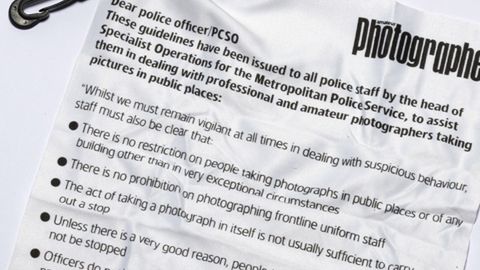 Dear police officer/PCSO
amateur
Photographe
These guidelines have been issued to all police staff by the head of
Specialist Operations for the Metropolitan Police Service, to assist
them in dealing with professional and amateur photographers taking
pictures in public places:
"Whilst we must remain vigilant at all times in dealing with suspicious behaviour,
staff must also be clear that:
● There is no restriction on people taking photographs in public places or of any
building other than in very exceptional circumstances
● There is no prohibition on photographing frontline uniform staff
● The act of taking a photograph in itself is not usually sufficient to carry
out a stop
● Unless there is a very good reason, people
not be stopped
● Officers do